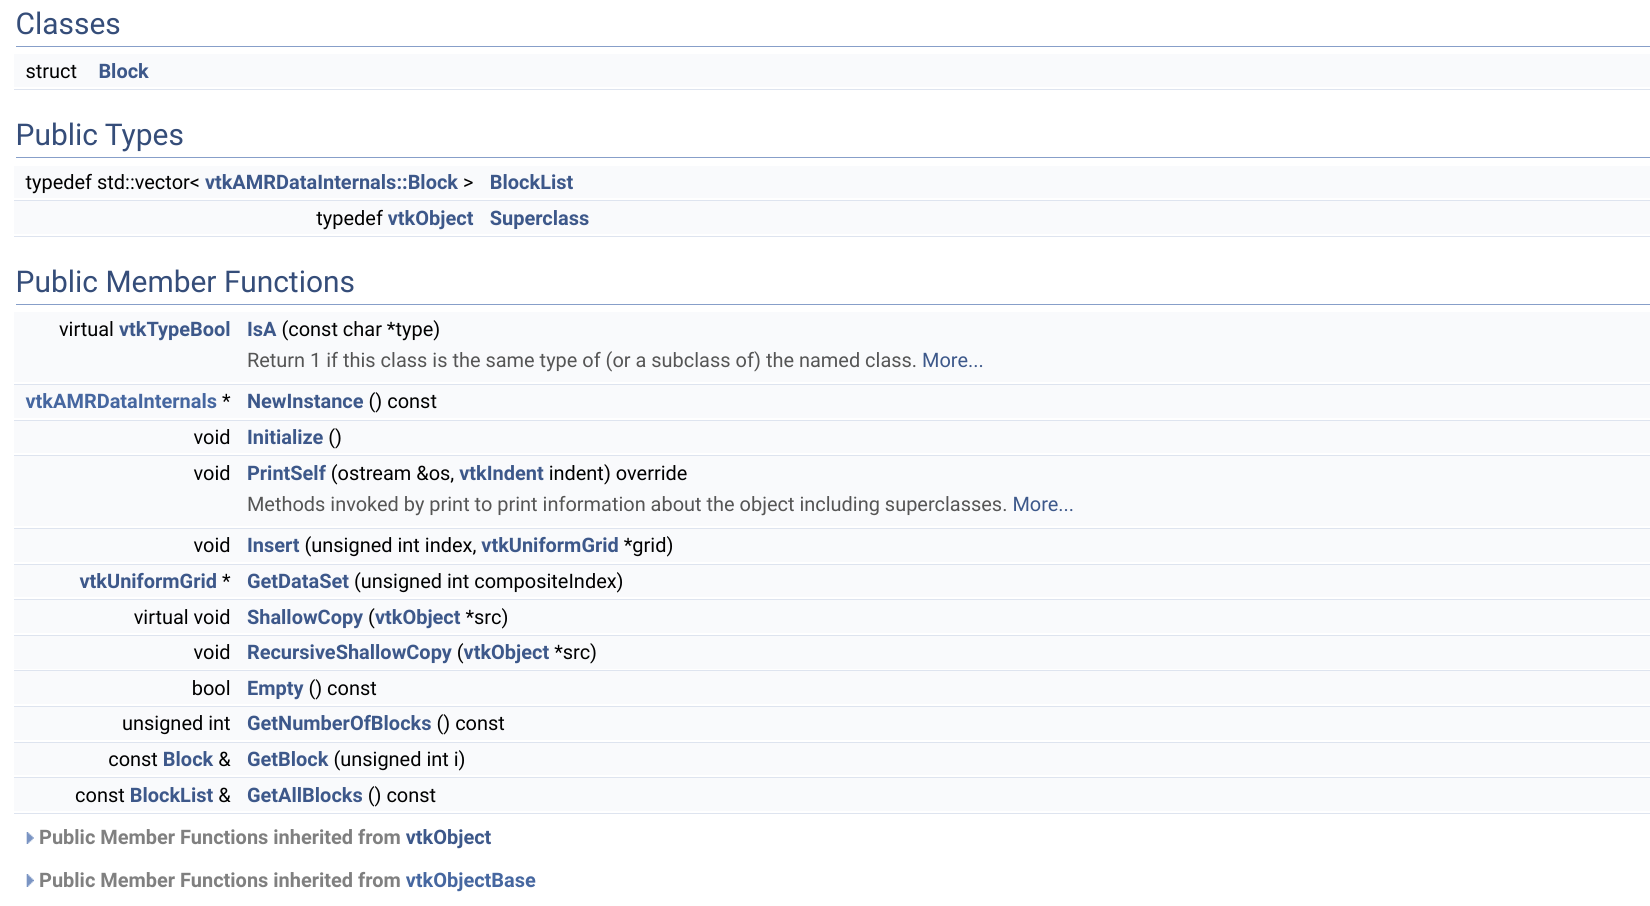 Classes
struct Block
Public Types
typedef std::vector< vtkAMRDataInternals::Block > BlockList
typedef vtkObject Superclass
Public Member Functions
virtual vtkTypeBool IsA (const char *type)
Return 1 if this class is the same type of (or a subclass of) the named class. More...
vtkAMRDataInternals * NewInstance () const
void Initialize ()
void PrintSelf (ostream &os, vtkIndent indent) override
Methods invoked by print to print information about the object including superclasses. More...
void Insert (unsigned int index, vtkUniformGrid *grid)
vtkUniformGrid * GetDataSet (unsigned int compositeIndex)
virtual void ShallowCopy (vtkObject *src)
void RecursiveShallowCopy (vtkObject *src)
bool Empty () const
unsigned int GetNumberOfBlocks () const
const Block & GetBlock (unsigned int i)
const BlockList & GetAllBlocks () const
Public Member Functions inherited from vtkObject
Public Member Functions inherited from vtkObjectBase